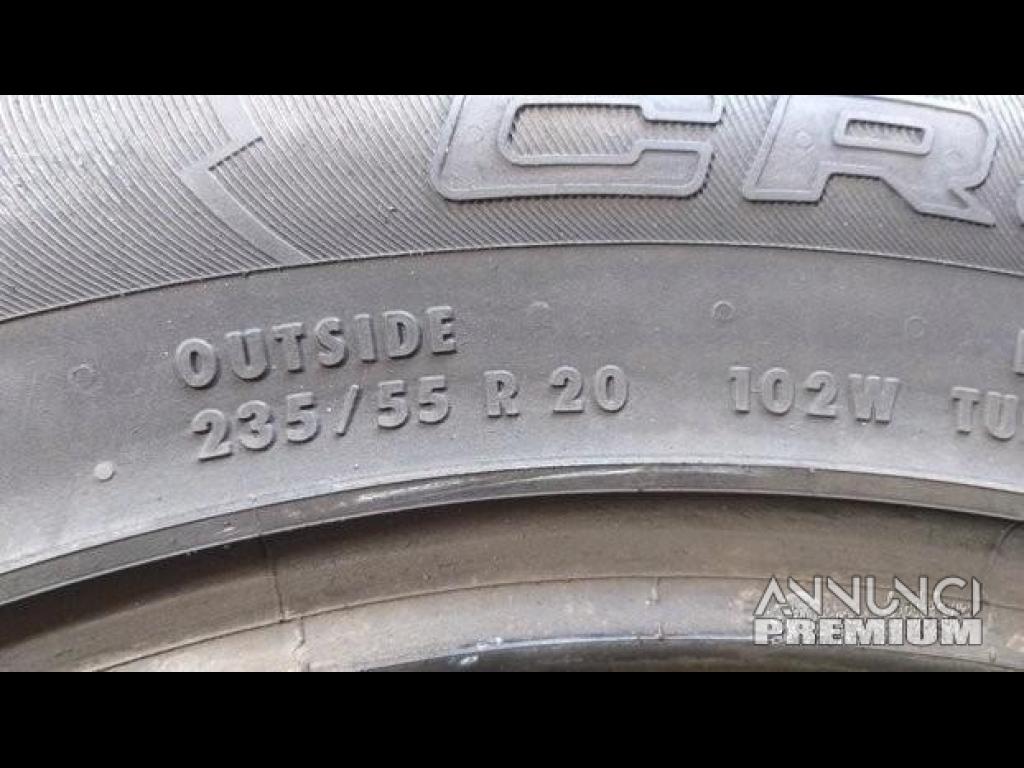 OUTSIDE
235/55 R 20 102W
ANNUNCI
PREMIUM